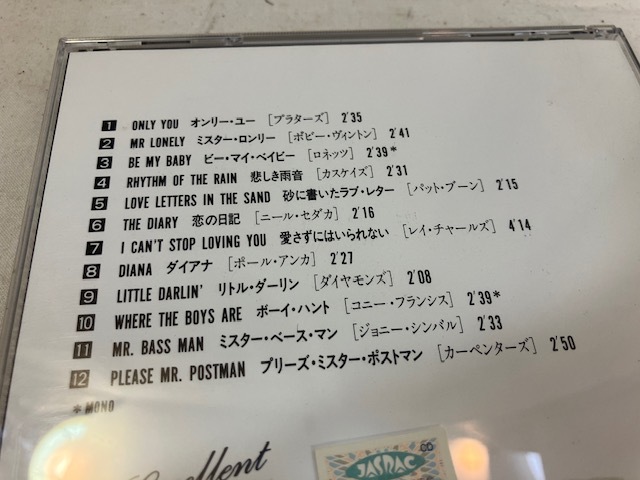 1 ONLY YOU オンリー・ユー [プラターズ] 2'35
2 MR LONELY ミスター・ロンリー [ボビー・ヴィントン] 2'41
3 BE MY BABY ビー・マイ・ベイビー [ロネッツ] 2'39*
4 RHYTHM OF THE RAIN 悲しき雨音 [カスケイズ] 2'31
5 LOVE LETTERS IN THE SAND 砂に書いたラブ・レター [パット・ブーン] 2'15
6 THE DIARY 恋の日記 [ニール・セダカ] 2'16
7 I CAN'T STOP LOVING YOU 愛さずにはいられない [レイ・チャールズ] 4'14
8 DIANA ダイアナ [ポール・アンカ] 2'27
9 LITTLE DARLIN' リトル・ダーリン [ダイヤモンズ] 2'08
10 WHERE THE BOYS ARE ボーイ・ハント [コニー・フランシス] 2'39*
11 MR. BASS MAN ミスター・ベース・マン [ジョニー・シンバル] 2'33
12 PLEASE MR. POSTMAN プリーズ・ミスター・ポストマン [カーペンターズ] 2'50
*MONO
Excellent
JASRAC